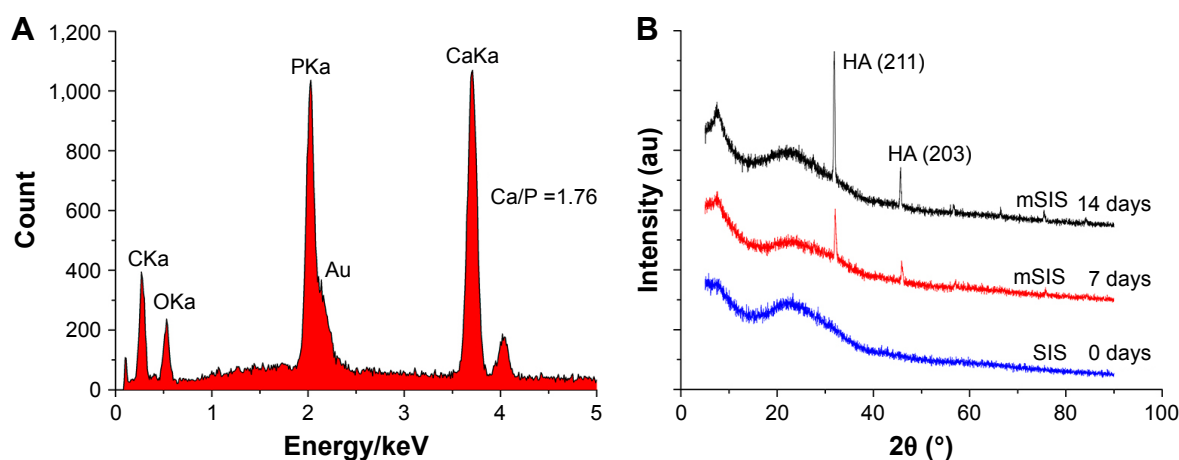 A
1,200
1,000
800
600
400
200
0
Count
CKa
OKa
PKa
Au
CaKa
Ca/P =1.76
0 1 2 3 4 5
Energy/keV
B
Intensity (au)
HA (211)
HA (203)
mSIS 14 days
mSIS 7 days
SIS 0 days
0 20 40 60 80 100
2θ (°)